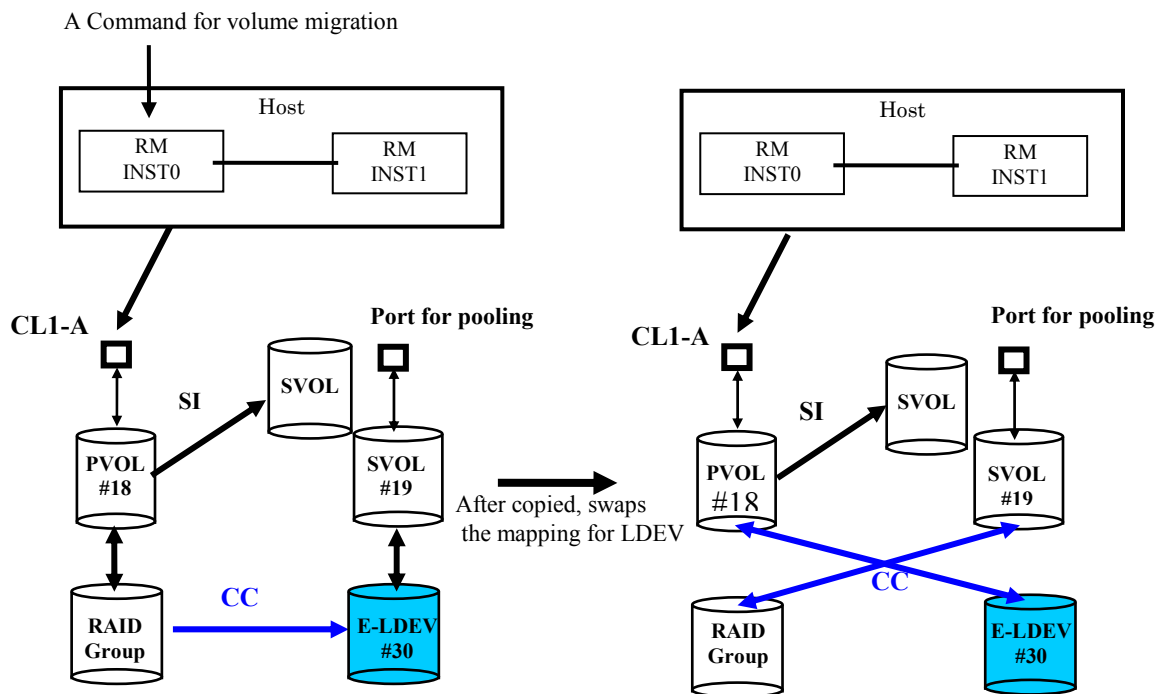 A Command for volume migration
Host
RM
INST0
RM
INST1
CL1-A
Port for pooling
SI
SVOL
PVOL
#18
SVOL
#19
CC
RAID
Group
E-LDEV
#30
After copied, swaps
the mapping for LDEV
Host
RM
INST0
RM
INST1
CL1-A
Port for pooling
SI
SVOL
PVOL
#18
SVOL
#19
CC
RAID
Group
E-LDEV
#30